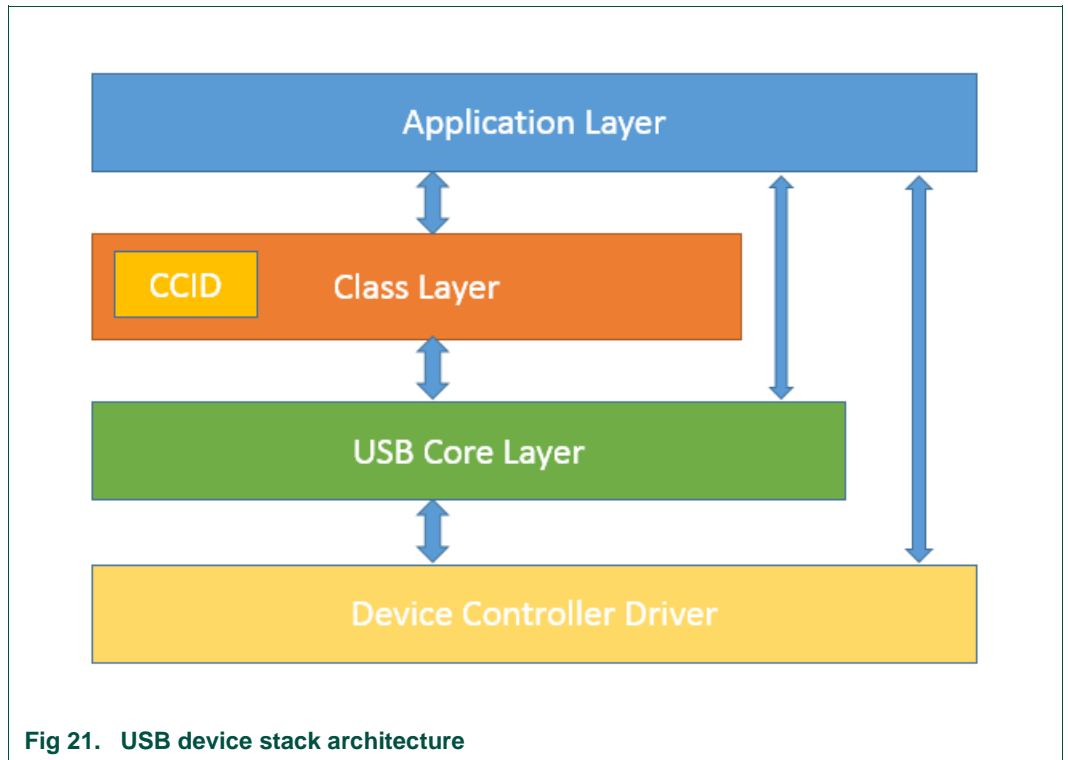 Application Layer
CCID
Class Layer
USB Core Layer
Device Controller Driver
Fig 21. USB device stack architecture